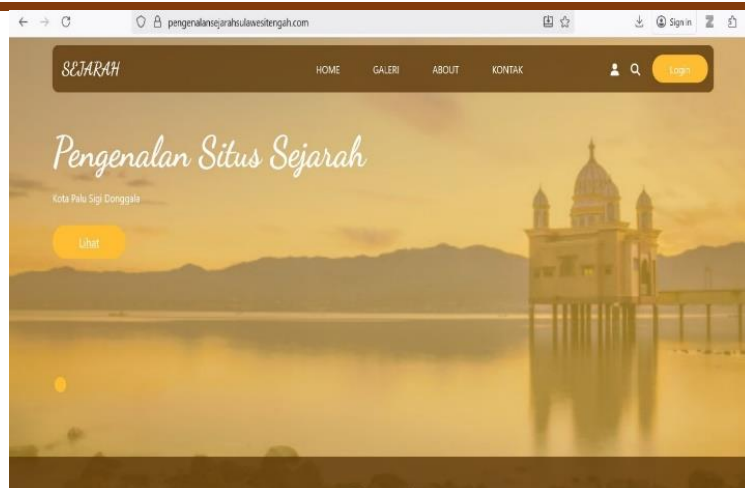 pengenalansejarahsulawesitengah.com
Sign in
SEJARAH HOME GALERI ABOUT KONTAK Login
Pengenalan Situs Sejarah
Kota Palu Sigi Donggala
Lihat